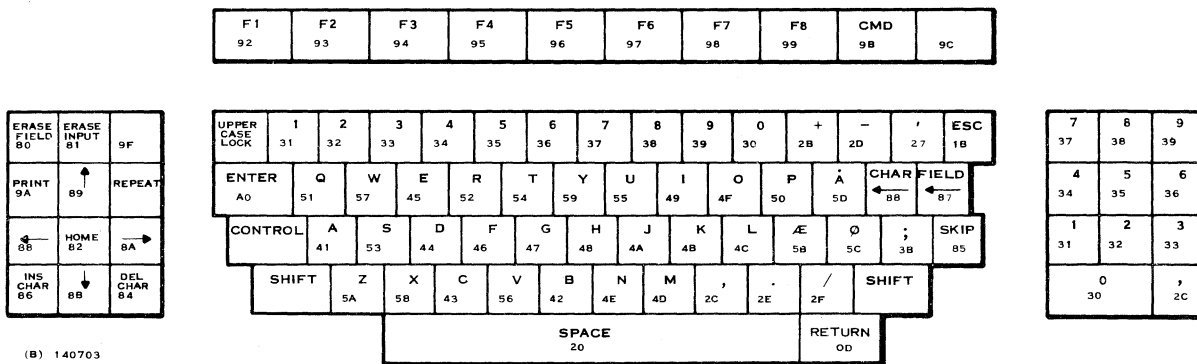 F1 F2 F3 F4 F5 F6 F7 F8 CMD
92 93 94 95 96 97 98 99 9B 9C
ERASE FIELD 80 ERASE INPUT 81 9F
PRINT 9A ↑ 89 REPEAT
← 88 HOME 82 → 8A
INS CHAR 86 ↓ 8B DEL CHAR 84
UPPER CASE LOCK 1 2 3 4 5 6 7 8 9 0 + − ' ESC
31 32 33 34 35 36 37 38 39 30 2B 2D 27 1B
ENTER Q W E R T Y U I O P Å CHAR ← FIELD ←
A0 51 57 45 52 54 59 55 49 4F 50 5D 88 87
CONTROL A S D F G H J K L Æ Ø ; SKIP
41 53 44 46 47 48 4A 4B 4C 5B 5C 3B 85
SHIFT Z X C V B N M , . / SHIFT
5A 58 43 56 42 4E 4D 2C 2E 2F
SPACE RETURN
20 0D
7 8 9
37 38 39
4 5 6
34 35 36
1 2 3
31 32 33
0 ,
30 2C
(B) 140703